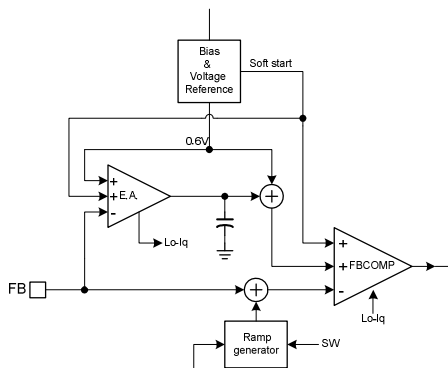 Bias
&
Voltage
Reference
Soft start
0.6V
+
+ E.A.
-
+
Lo-Iq
+
+ FBCOMP
-
FB
+
Lo-Iq
Ramp
generator
SW